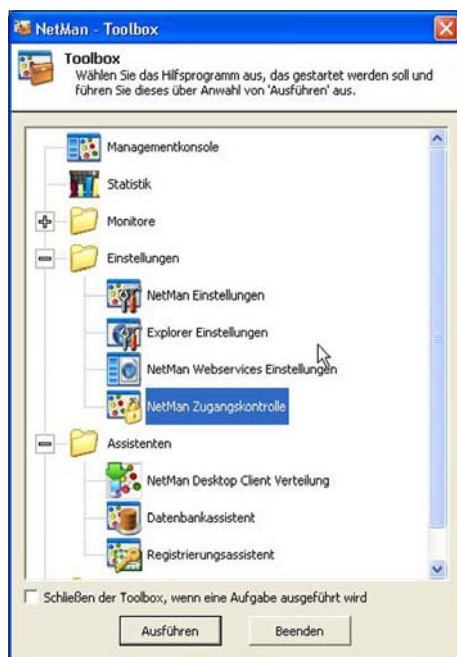 NetMan - Toolbox
Toolbox
Wählen Sie das Hilfsprogramm aus, das gestartet werden soll und
führen Sie dieses über Anwahl von 'Ausführen' aus.
Managementkonsole
Statistik
Monitore
Einstellungen
NetMan Einstellungen
Explorer Einstellungen
NetMan Webservices Einstellungen
NetMan Zugangskontrolle
Assistenten
NetMan Desktop Client Verteilung
Datenbankassistent
Registrierungsassistent
Schließen der Toolbox, wenn eine Aufgabe ausgeführt wird
Ausführen
Beenden